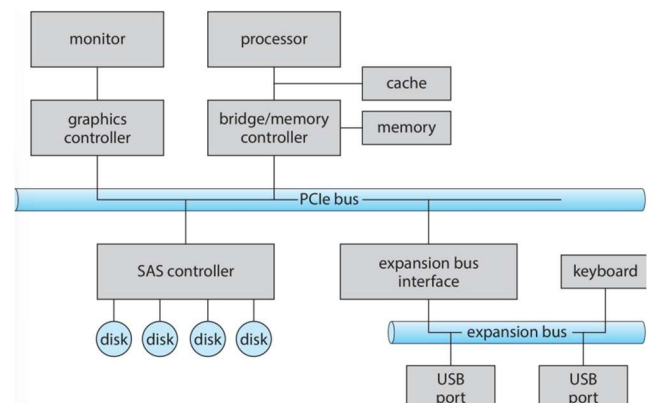 monitor
processor
cache
graphics
controller
bridge/memory
controller
memory
PCIe bus
SAS controller
expansion bus
interface
keyboard
disk
disk
disk
disk
expansion bus
USB
port
USB
port